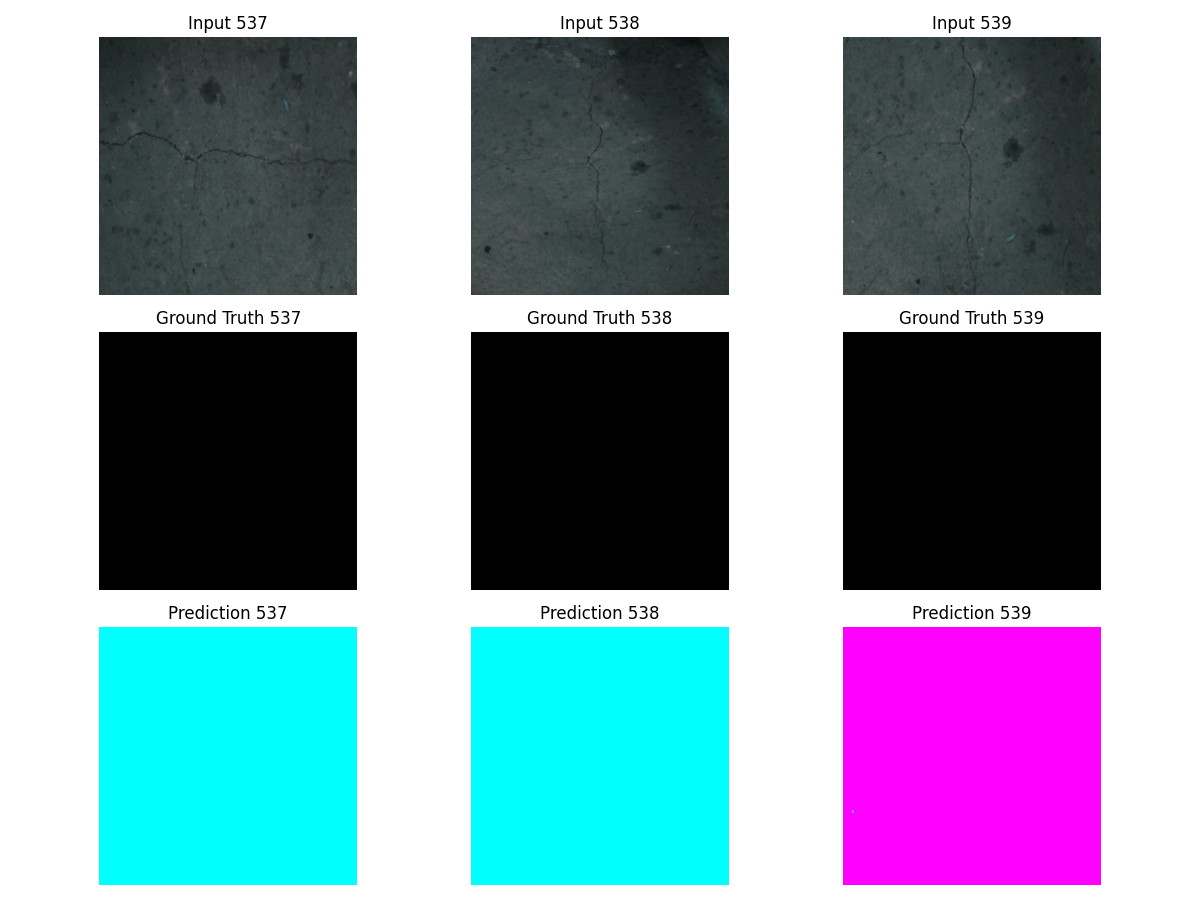 Input 537
Input 538
Input 539
Ground Truth 537
Ground Truth 538
Ground Truth 539
Prediction 537
Prediction 538
Prediction 539